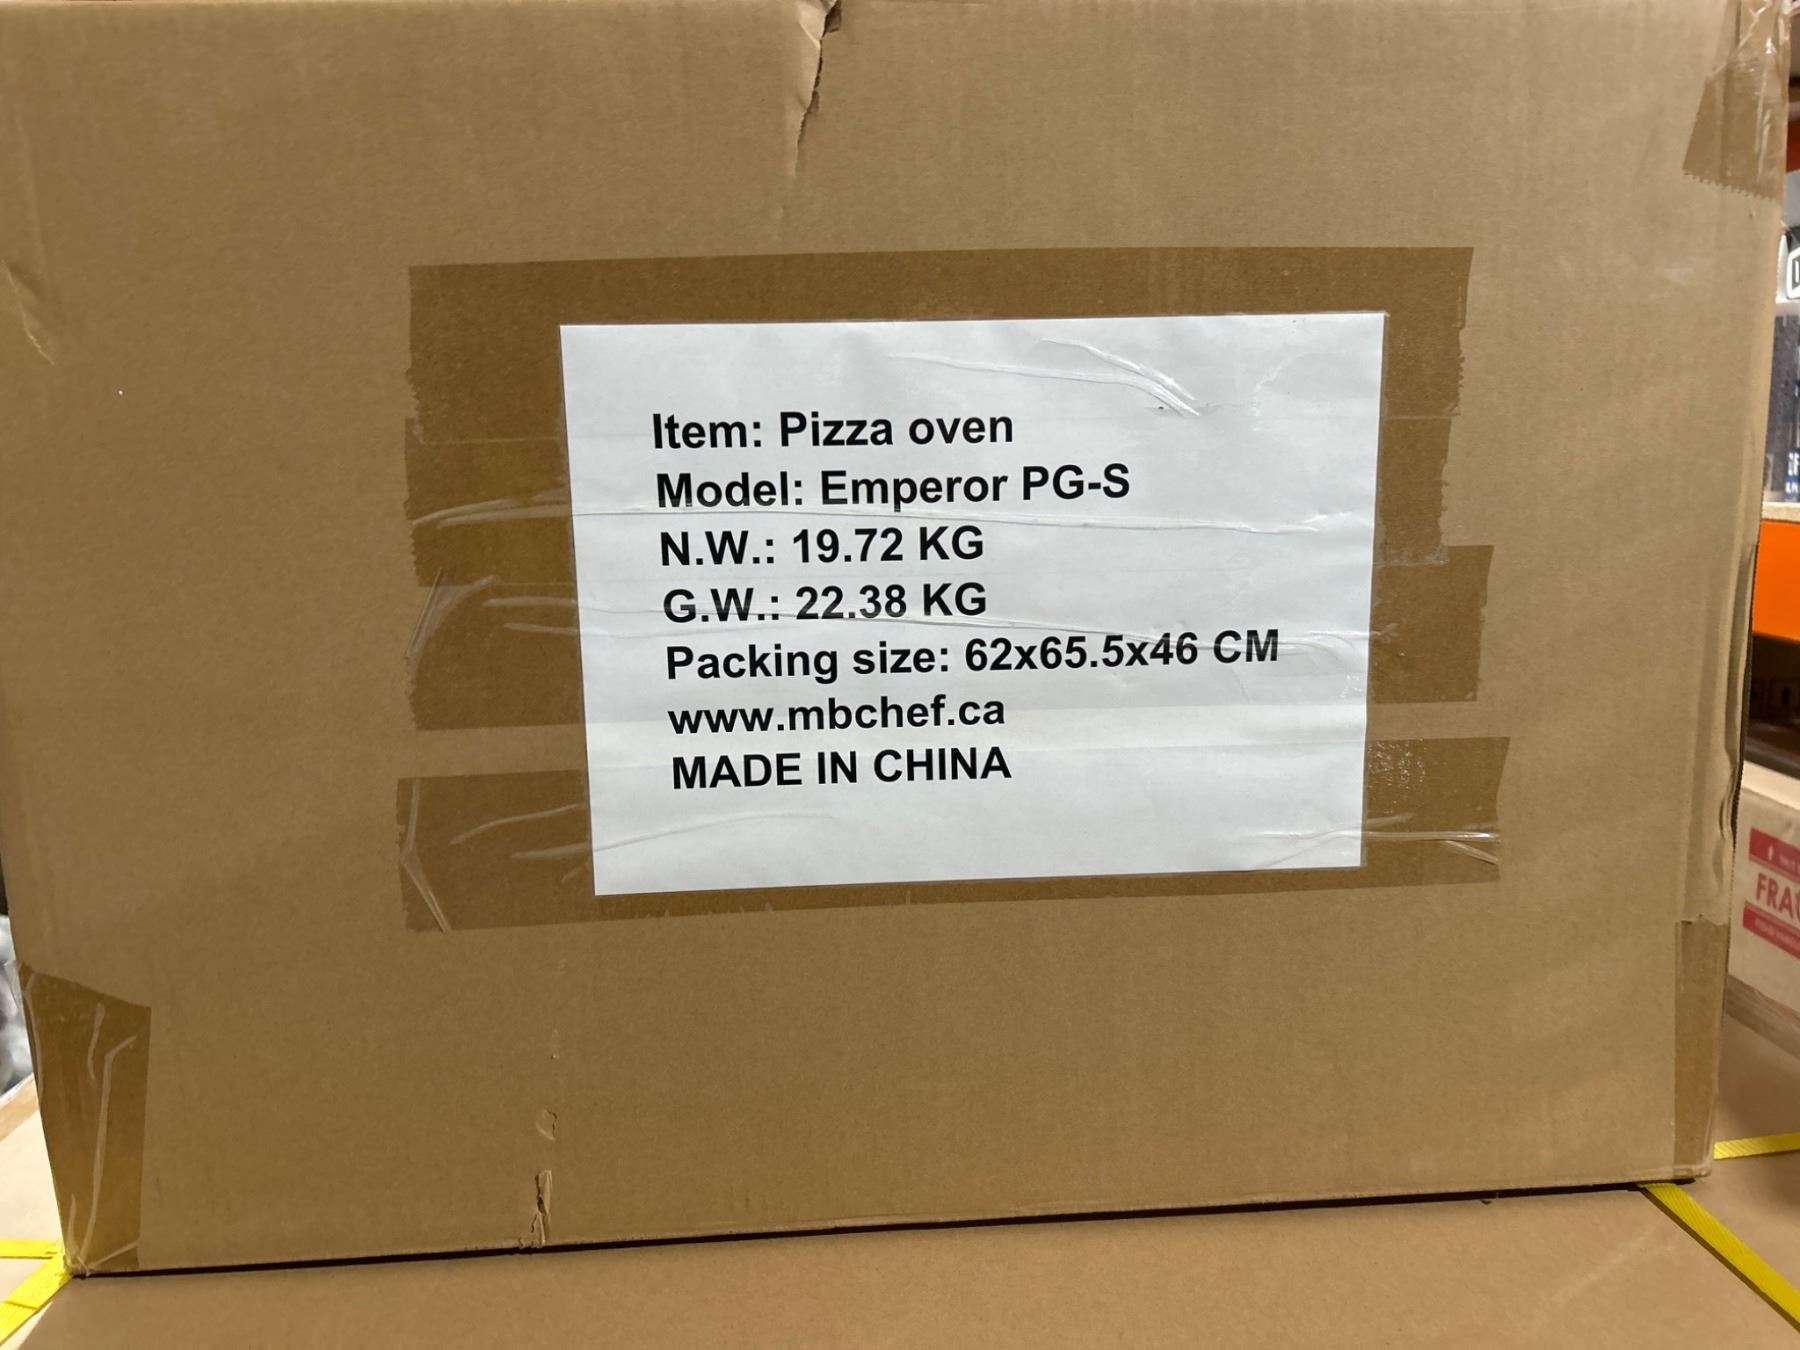 Item: Pizza oven
Model: Emperor PG-S
N.W.: 19.72 KG
G.W.: 22.38 KG
Packing size: 62x65.5x46 CM
www.mbchef.ca
MADE IN CHINA